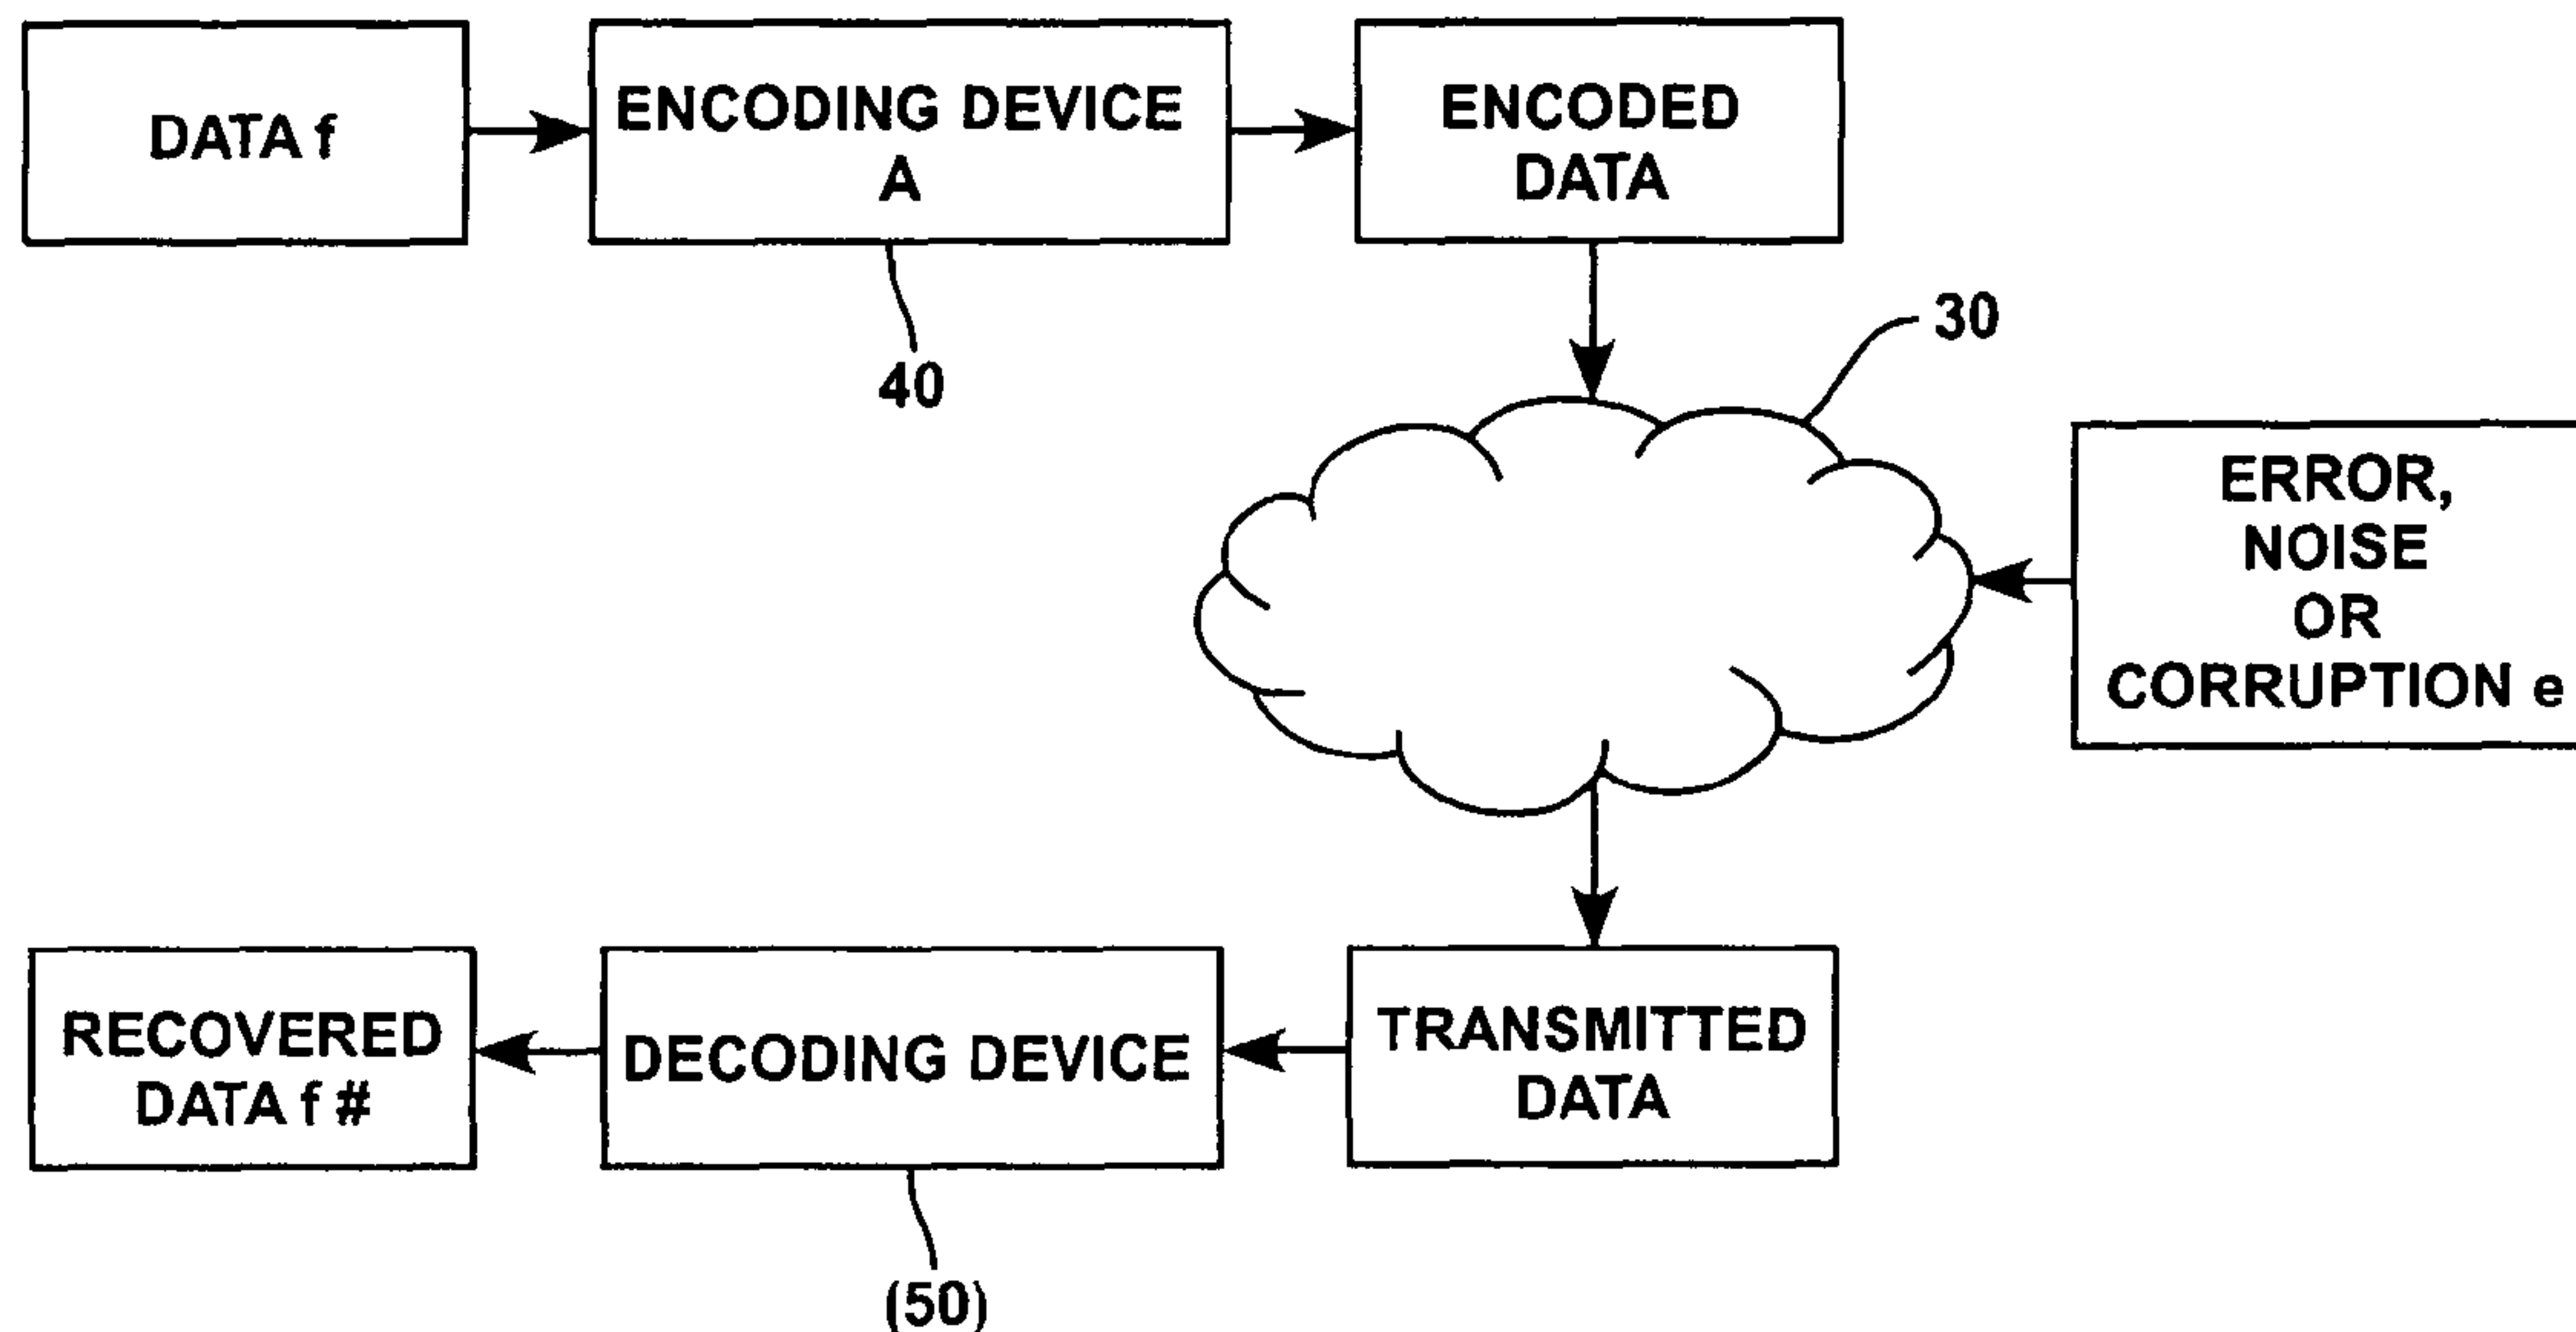 DATA f
ENCODING DEVICE
A
ENCODED
DATA
40
30
ERROR,
NOISE
OR
CORRUPTION e
RECOVERED
DATA f #
DECODING DEVICE
TRANSMITTED
DATA
(50)